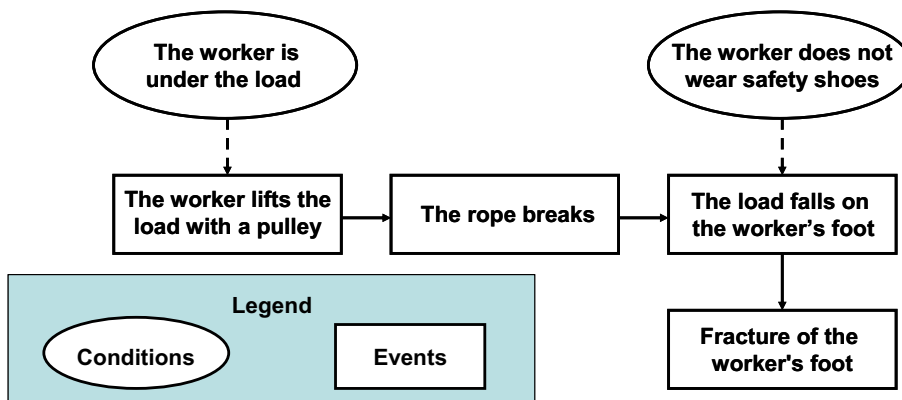 The worker is
under the load
The worker does not
wear safety shoes
The worker lifts the
load with a pulley
The rope breaks
The load falls on
the worker’s foot
Fracture of the
worker's foot
Legend
Conditions
Events